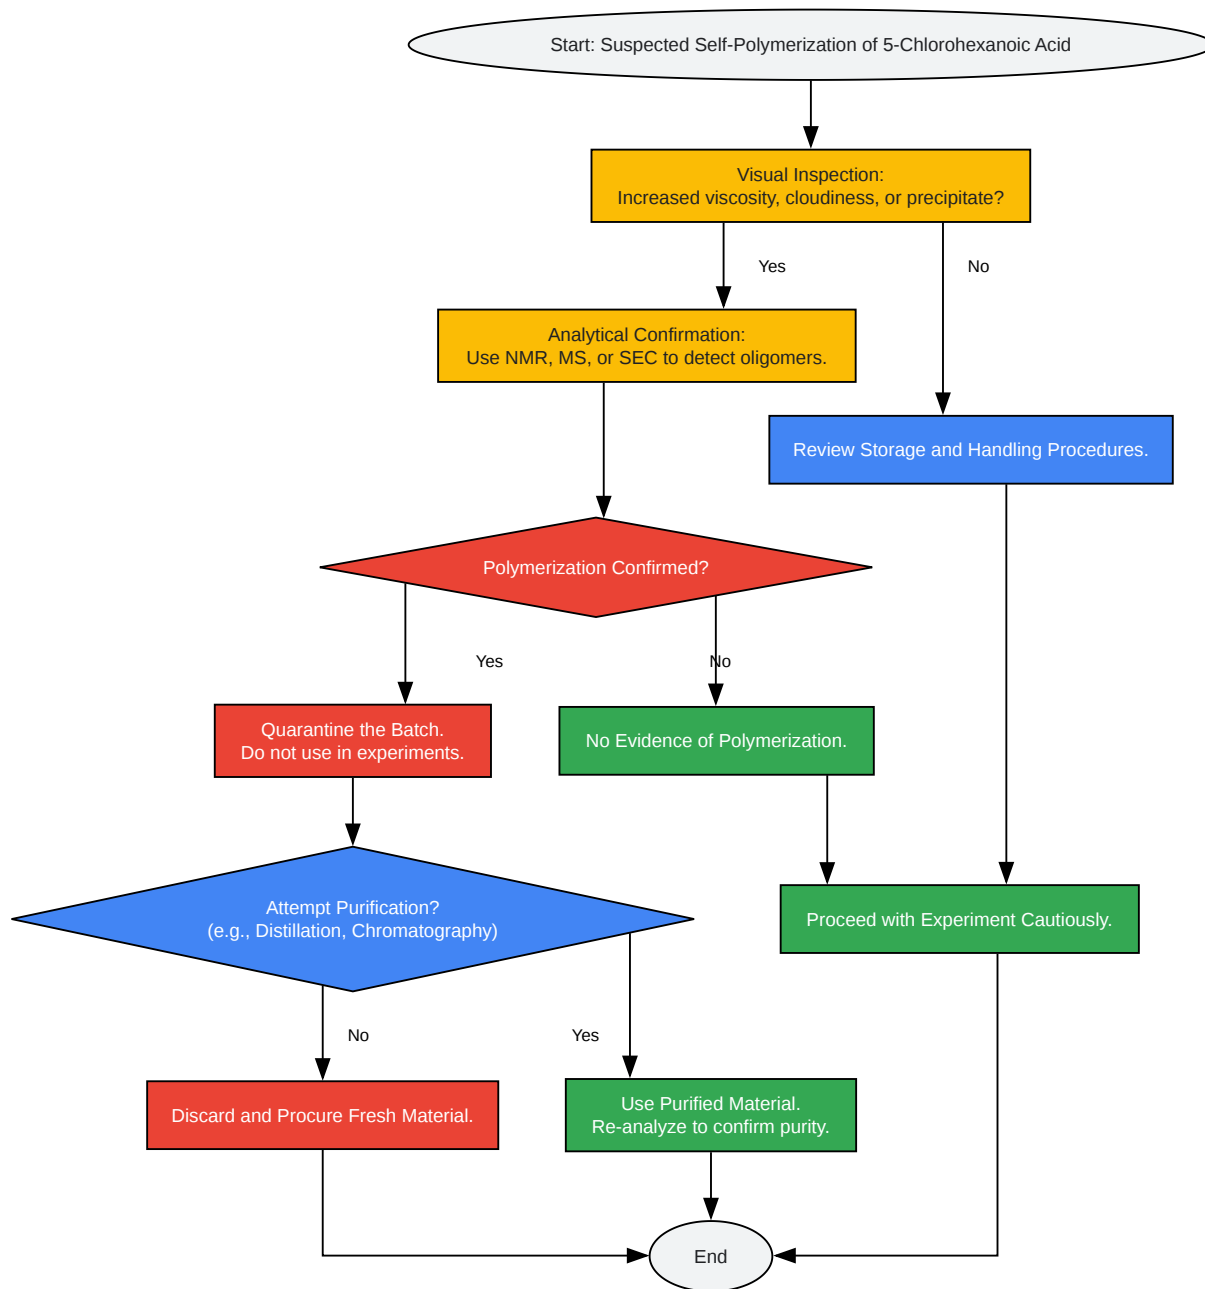 Start: Suspected Self-Polymerization of 5-Chlorohexanoic Acid
Visual Inspection:
Increased viscosity, cloudiness, or precipitate?
Yes
No
Analytical Confirmation:
Use NMR, MS, or SEC to detect oligomers.
Review Storage and Handling Procedures.
Polymerization Confirmed?
Yes
No
Quarantine the Batch.
Do not use in experiments.
No Evidence of Polymerization.
Attempt Purification?
(e.g., Distillation, Chromatography)
Proceed with Experiment Cautiously.
No
Yes
Discard and Procure Fresh Material.
Use Purified Material.
Re-analyze to confirm purity.
End